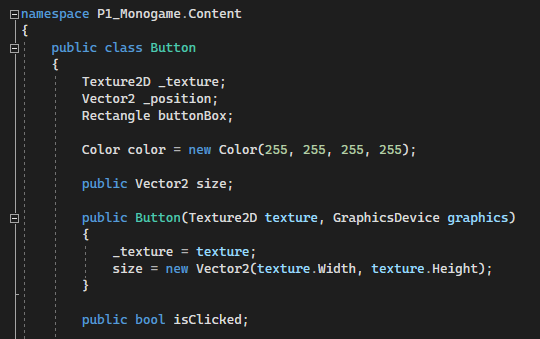 namespace P1_Monogame.Content
{
public class Button
{
Texture2D _texture;
Vector2 _position;
Rectangle buttonBox;
Color color = new Color(255, 255, 255, 255);
public Vector2 size;
public Button(Texture2D texture, GraphicsDevice graphics)
{
_texture = texture;
size = new Vector2(texture.Width, texture.Height);
}
public bool isClicked;